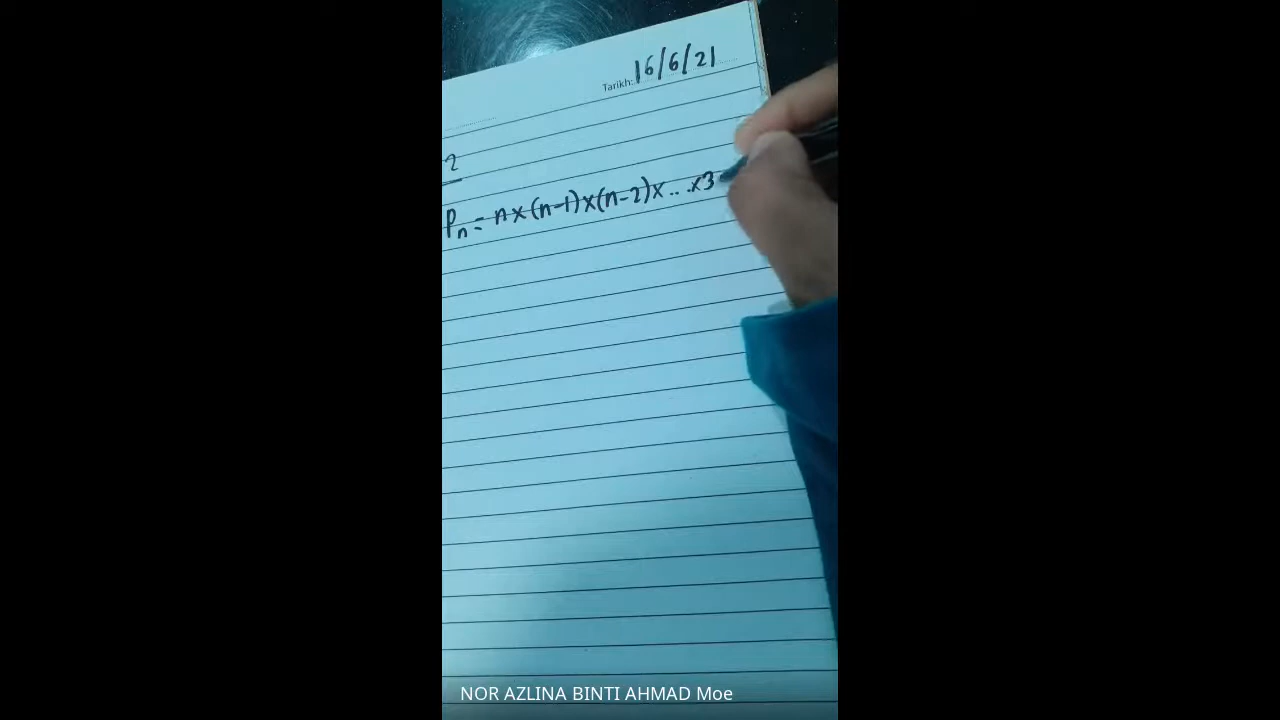 Tarikh: 16/6/21
2
Pn = n x (n-1) x (n-2) x ... x 3
NOR AZLINA BINTI AHMAD Moe